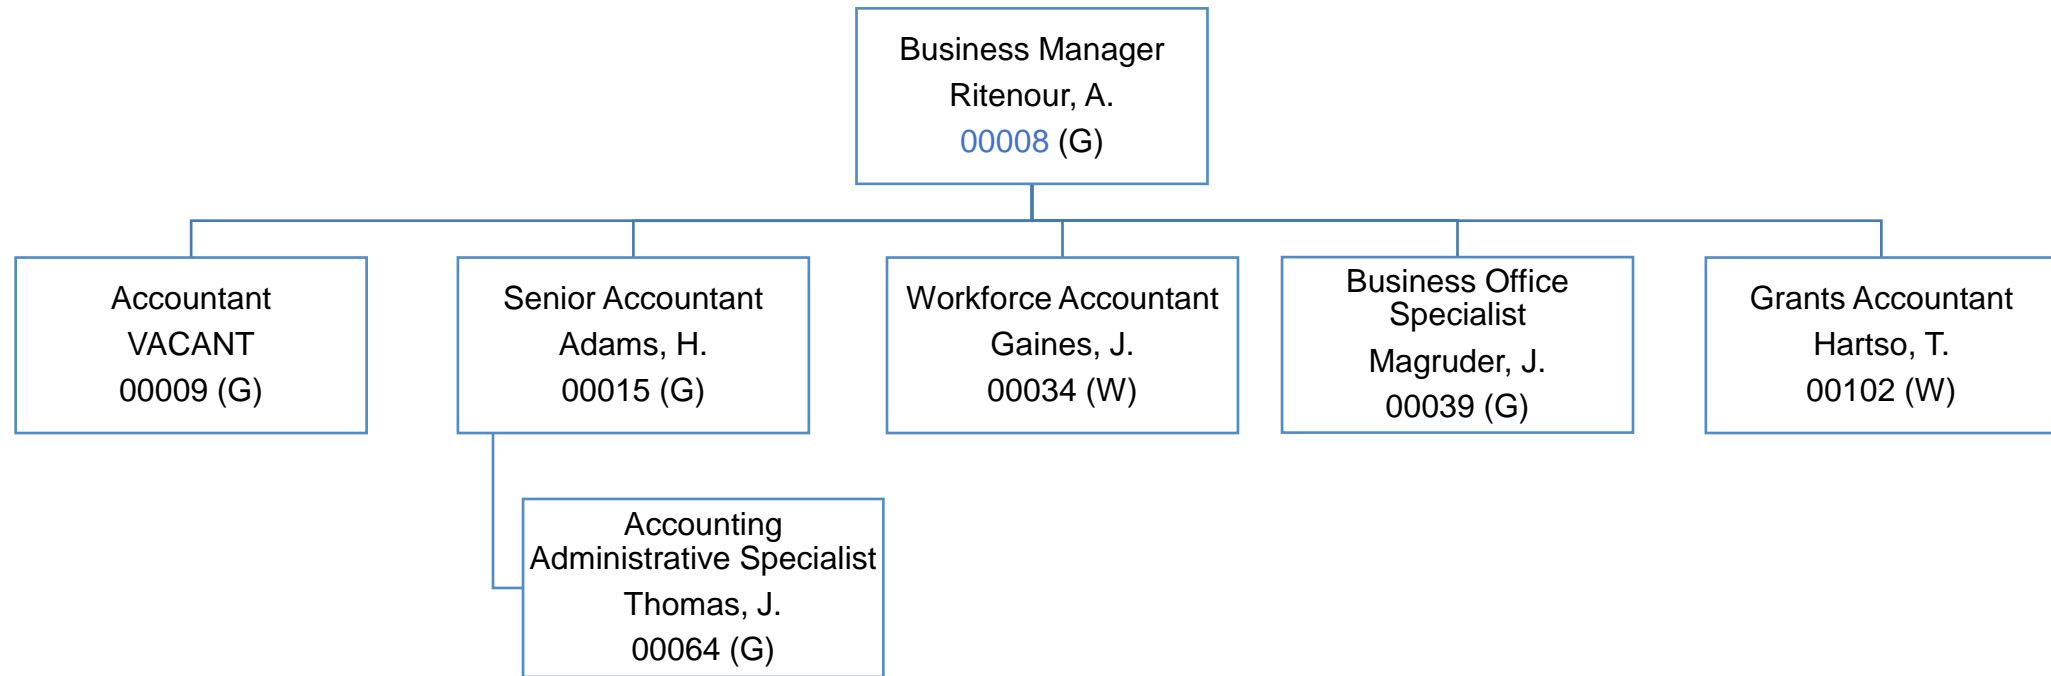 Business Manager
Ritenour, A.
00008 (G)
Accountant
VACANT
00009 (G)
Senior Accountant
Adams, H.
00015 (G)
Workforce Accountant
Gaines, J.
00034 (W)
Business Office
Specialist
Magruder, J.
00039 (G)
Grants Accountant
Hartso, T.
00102 (W)
Accounting
Administrative Specialist
Thomas, J.
00064 (G)